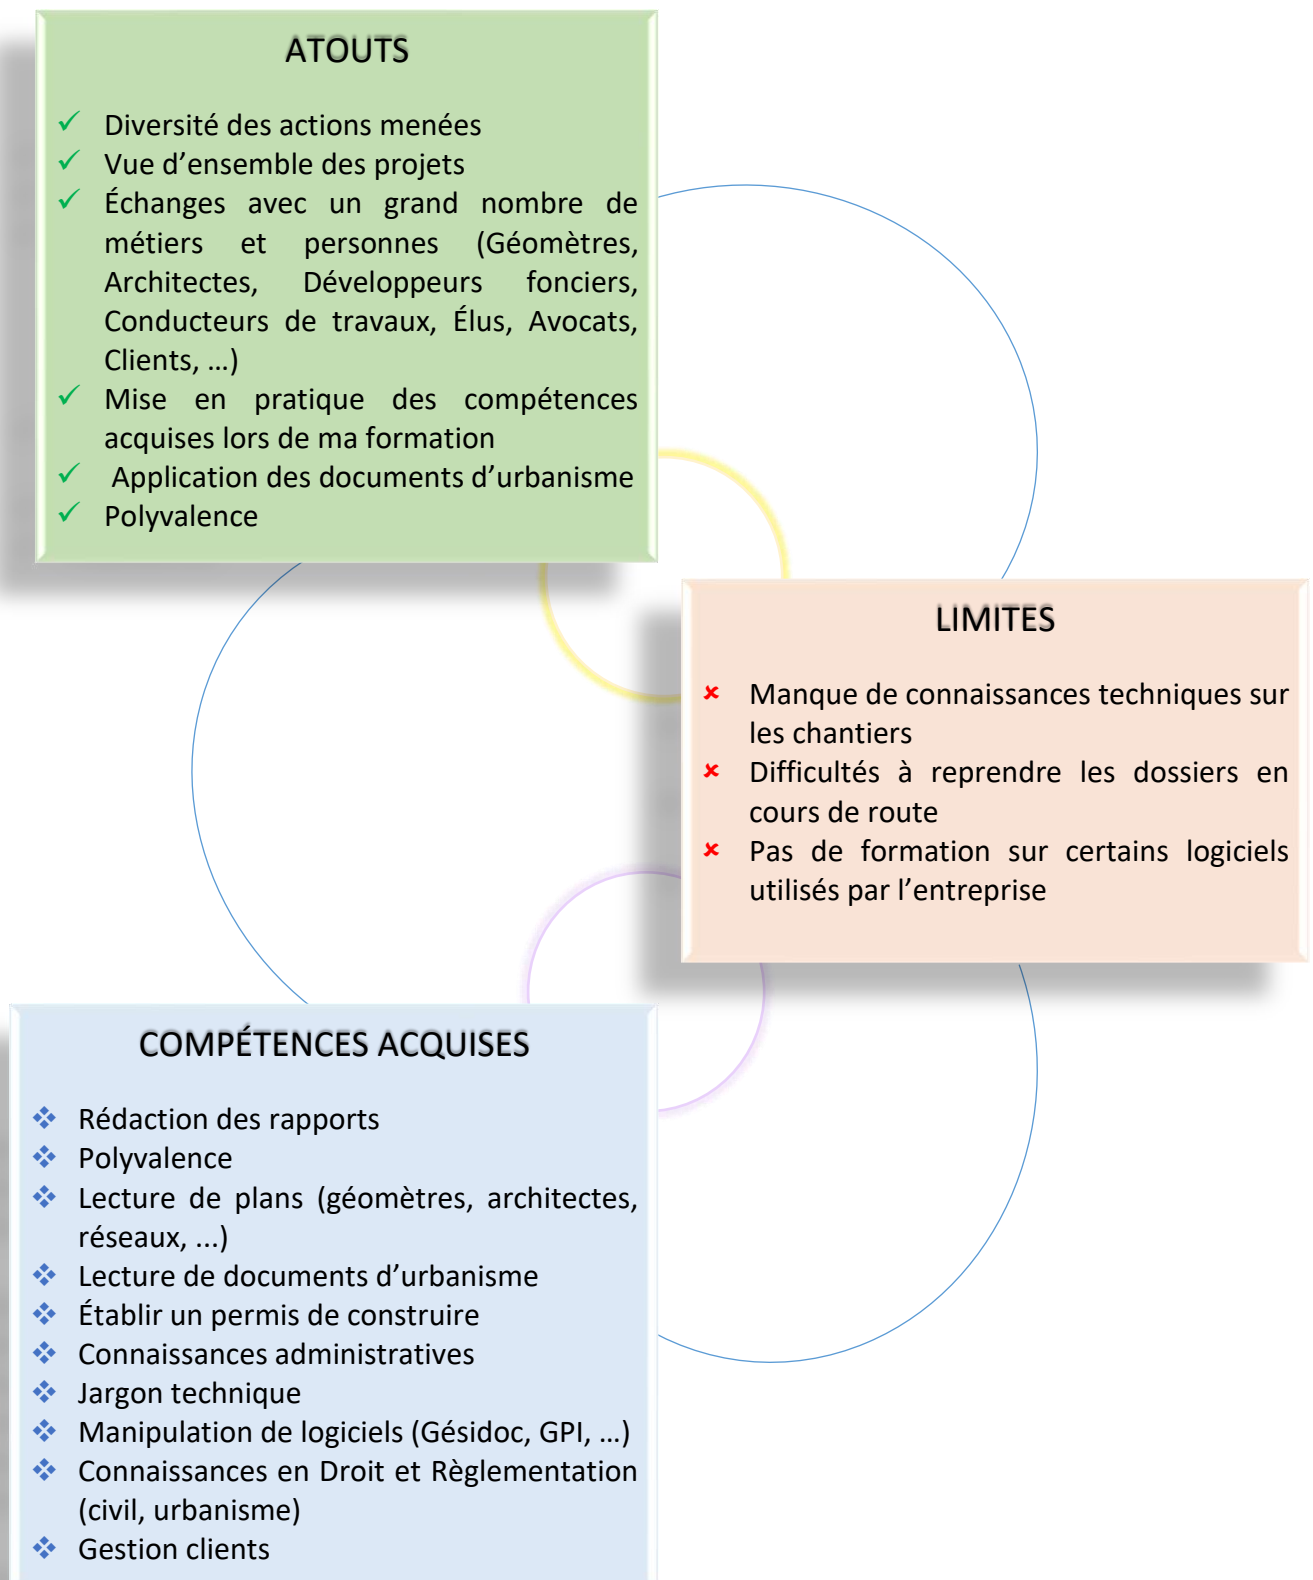 ATOUTS
✓ Diversité des actions menées
✓ Vue d’ensemble des projets
✓ Échanges avec un grand nombre de
métiers et personnes (Géomètres,
Architectes, Développeurs fonciers,
Conducteurs de travaux, Élus, Avocats,
Clients, …)
✓ Mise en pratique des compétences
acquises lors de ma formation
✓ Application des documents d’urbanisme
✓ Polyvalence
LIMITES
× Manque de connaissances techniques sur
les chantiers
× Difficultés à reprendre les dossiers en
cours de route
× Pas de formation sur certains logiciels
utilisés par l’entreprise
COMPÉTENCES ACQUISES
❖ Rédaction des rapports
❖ Polyvalence
❖ Lecture de plans (géomètres, architectes,
réseaux, ...)
❖ Lecture de documents d’urbanisme
❖ Établir un permis de construire
❖ Connaissances administratives
❖ Jargon technique
❖ Manipulation de logiciels (Gésidoc, GPI, …)
❖ Connaissances en Droit et Règlementation
(civil, urbanisme)
❖ Gestion clients